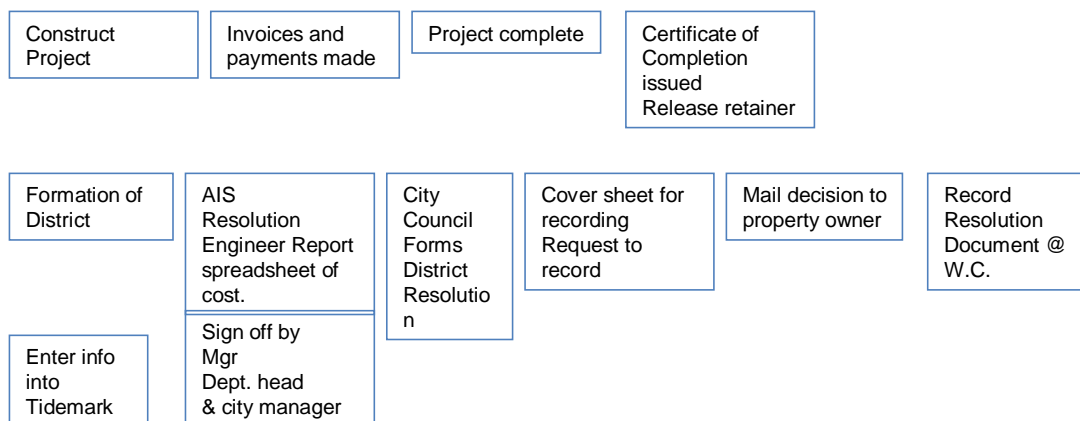 Construct
Project
Invoices and
payments made
Project complete
Certificate of
Completion
issued
Release retainer
Formation of
District
AIS
Resolution
Engineer Report
spreadsheet of
cost.
City
Council
Forms
District
Resolutio
n
Cover sheet for
recording
Request to
record
Mail decision to
property owner
Record
Resolution
Document @
W.C.
Enter info
into
Tidemark
Sign off by
Mgr
Dept. head
& city manager